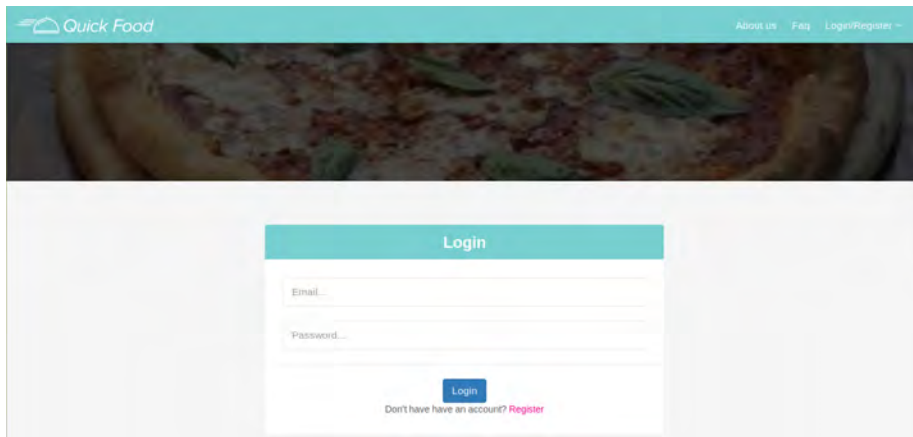 Quick Food
About us Faq Login/Register
Login
Email...
Password....
Login
Don't have have an account? Register